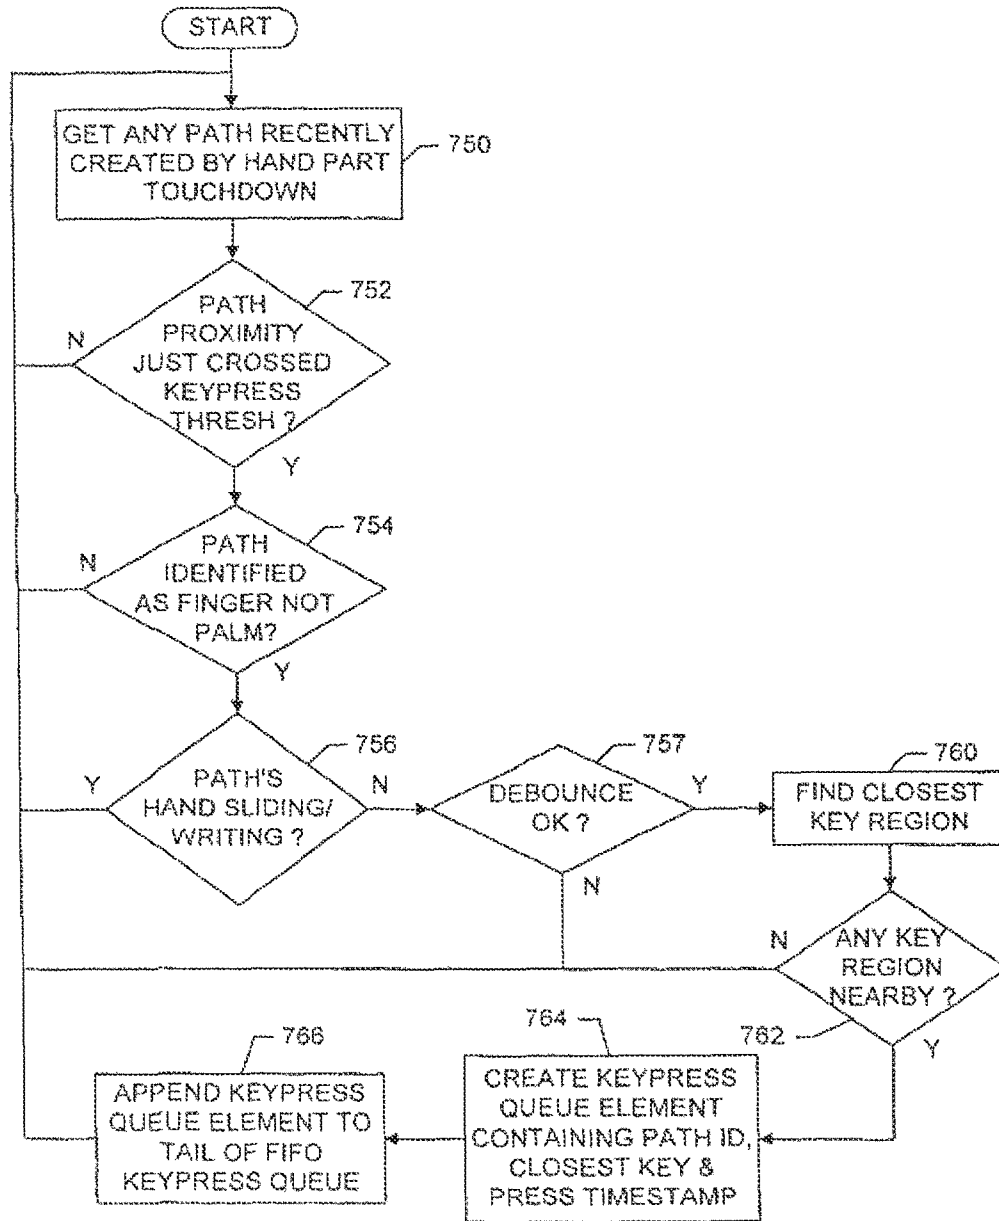 START
GET ANY PATH RECENTLY
CREATED BY HAND PART
TOUCHDOWN
750
752
PATH
PROXIMITY
JUST CROSSED
KEYPRESS
THRESH ?
N
Y
754
PATH
IDENTIFIED
AS FINGER NOT
PALM?
N
Y
756
PATH'S
HAND SLIDING/
WRITING ?
Y
N
757
DEBOUNCE
OK ?
Y
N
760
FIND CLOSEST
KEY REGION
ANY KEY
REGION
NEARBY ?
N
762
Y
764
CREATE KEYPRESS
QUEUE ELEMENT
CONTAINING PATH ID,
CLOSEST KEY &
PRESS TIMESTAMP
766
APPEND KEYPRESS
QUEUE ELEMENT TO
TAIL OF FIFO
KEYPRESS QUEUE